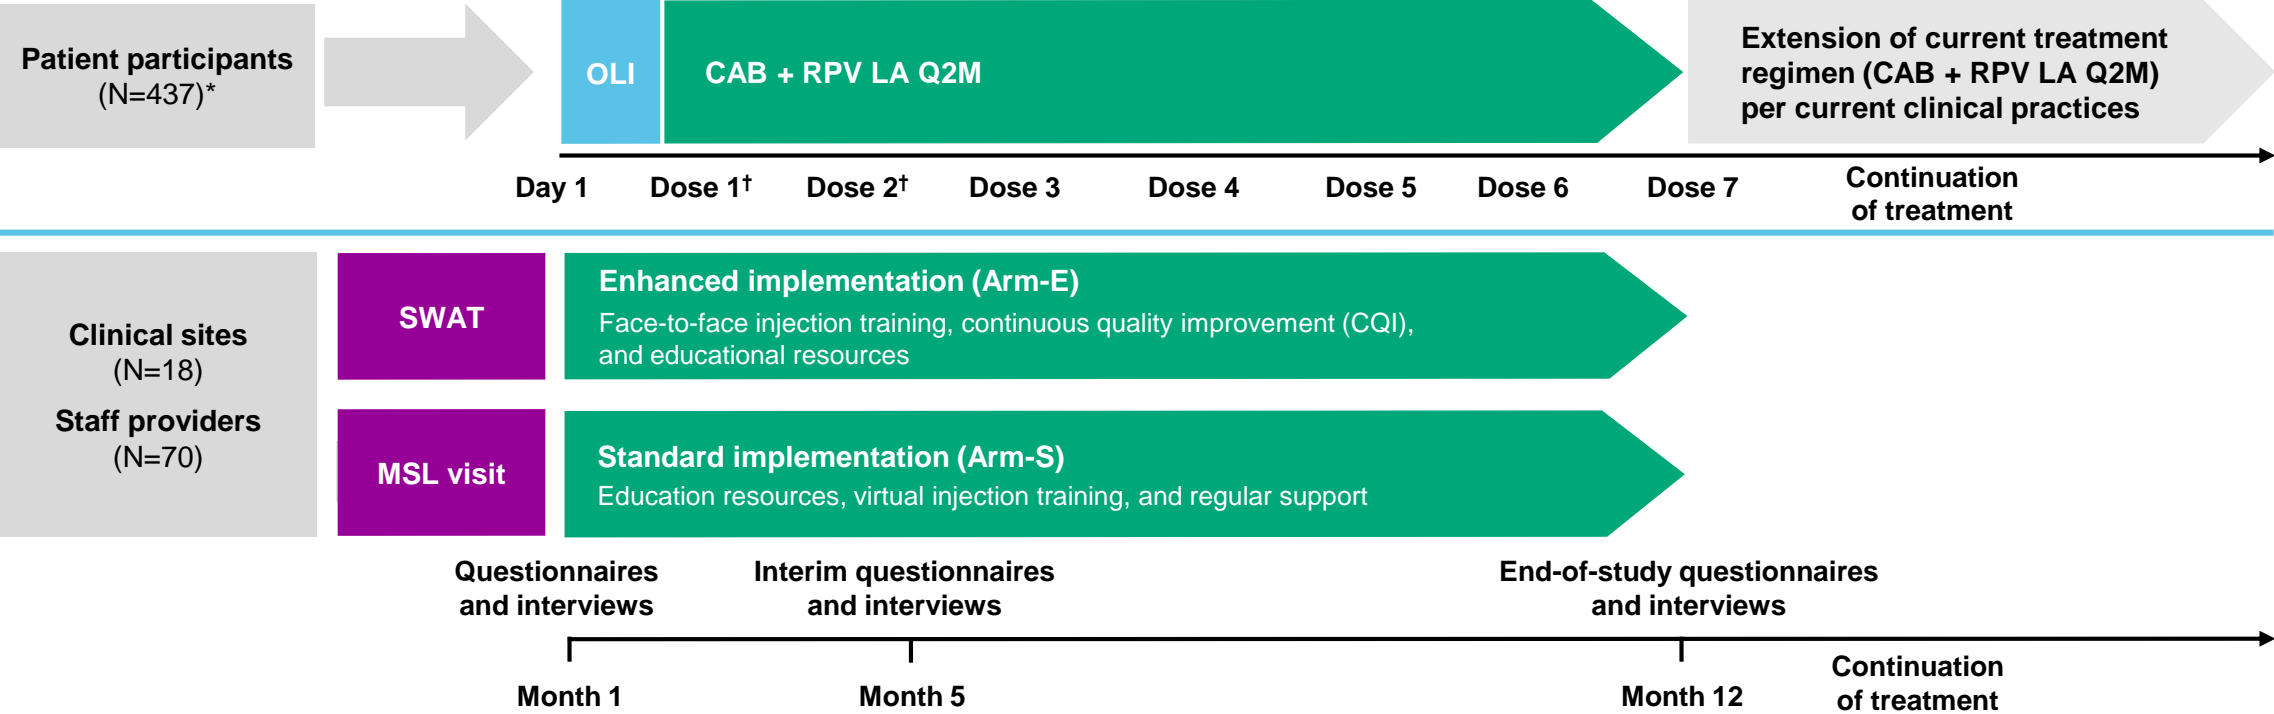 Patient participants
(N=437)*
OLI
CAB + RPV LA Q2M
Extension of current treatment
regimen (CAB + RPV LA Q2M)
per current clinical practices
Day 1
Dose 1†
Dose 2†
Dose 3
Dose 4
Dose 5
Dose 6
Dose 7
Continuation
of treatment
Clinical sites
(N=18)
Staff providers
(N=70)
SWAT
Enhanced implementation (Arm-E)
Face-to-face injection training, continuous quality improvement (CQI),
and educational resources
MSL visit
Standard implementation (Arm-S)
Education resources, virtual injection training, and regular support
Questionnaires
and interviews
Interim questionnaires
and interviews
End-of-study questionnaires
and interviews
Month 1
Month 5
Month 12
Continuation
of treatment